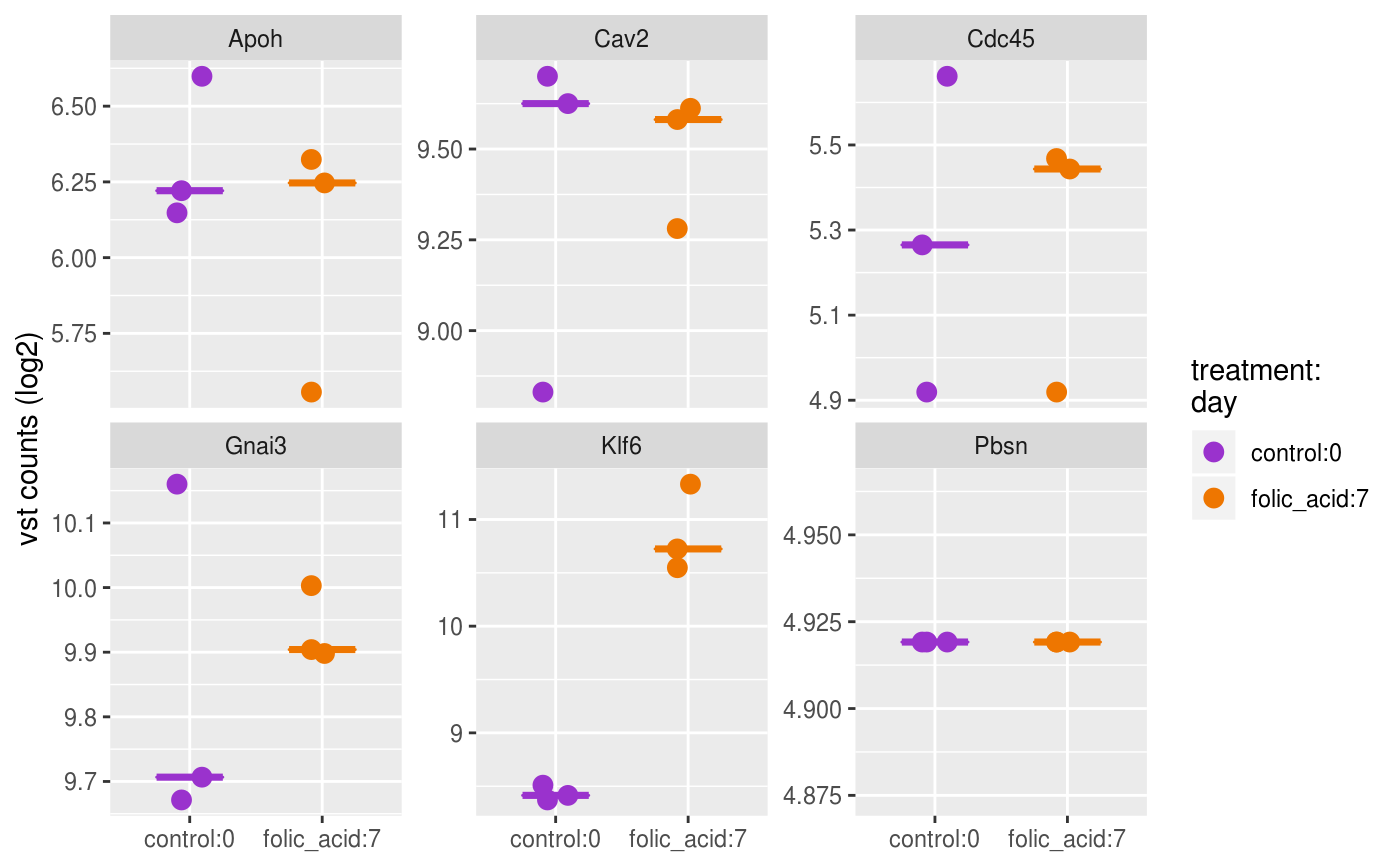 Apoh
Cav2
Cdc45
6.50
6.25
6.00
5.75
9.50
9.25
9.00
5.5
5.3
5.1
4.9
vst counts (log2)
Gnai3
Klf6
Pbsn
10.1
10.0
9.9
9.8
9.7
11
10
9
4.950
4.925
4.900
4.875
control:0 folic_acid:7
control:0 folic_acid:7
control:0 folic_acid:7
treatment:
day
control:0
folic_acid:7